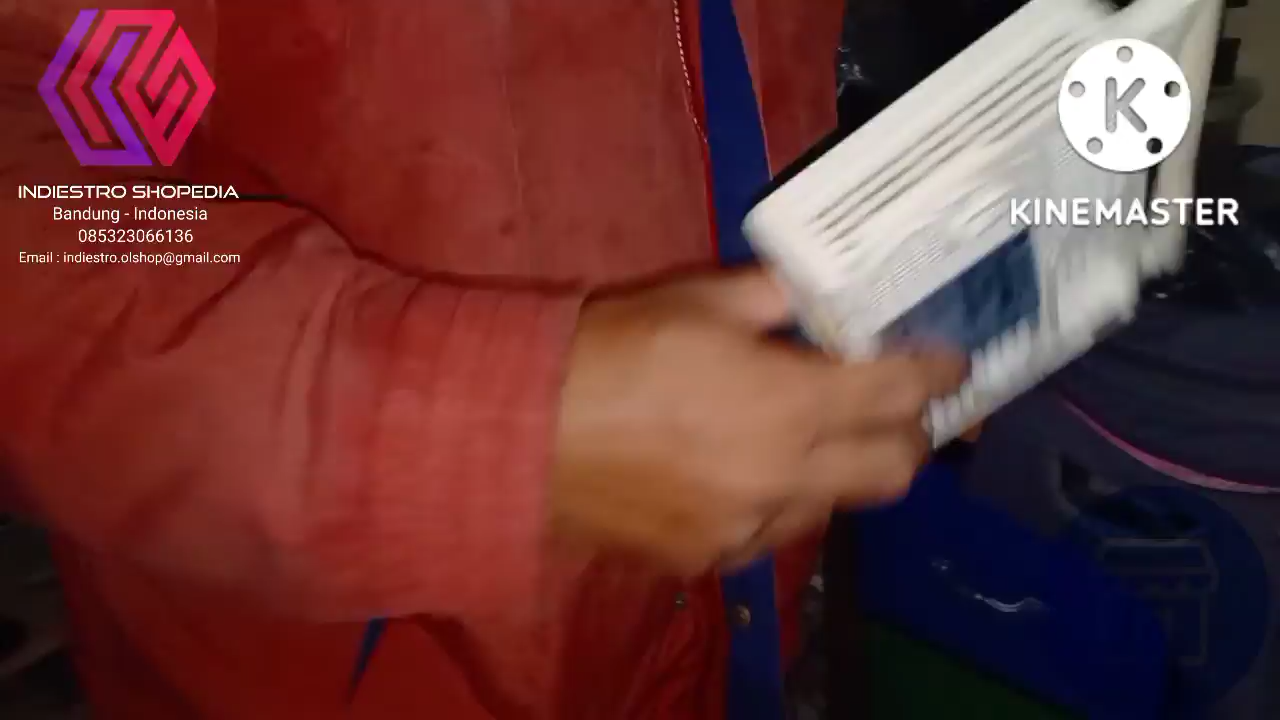 INDIESTRO SHOPEDIA
Bandung - Indonesia
085323066136
Email : indiestro.olshop@gmail.com
K
KINEMASTER